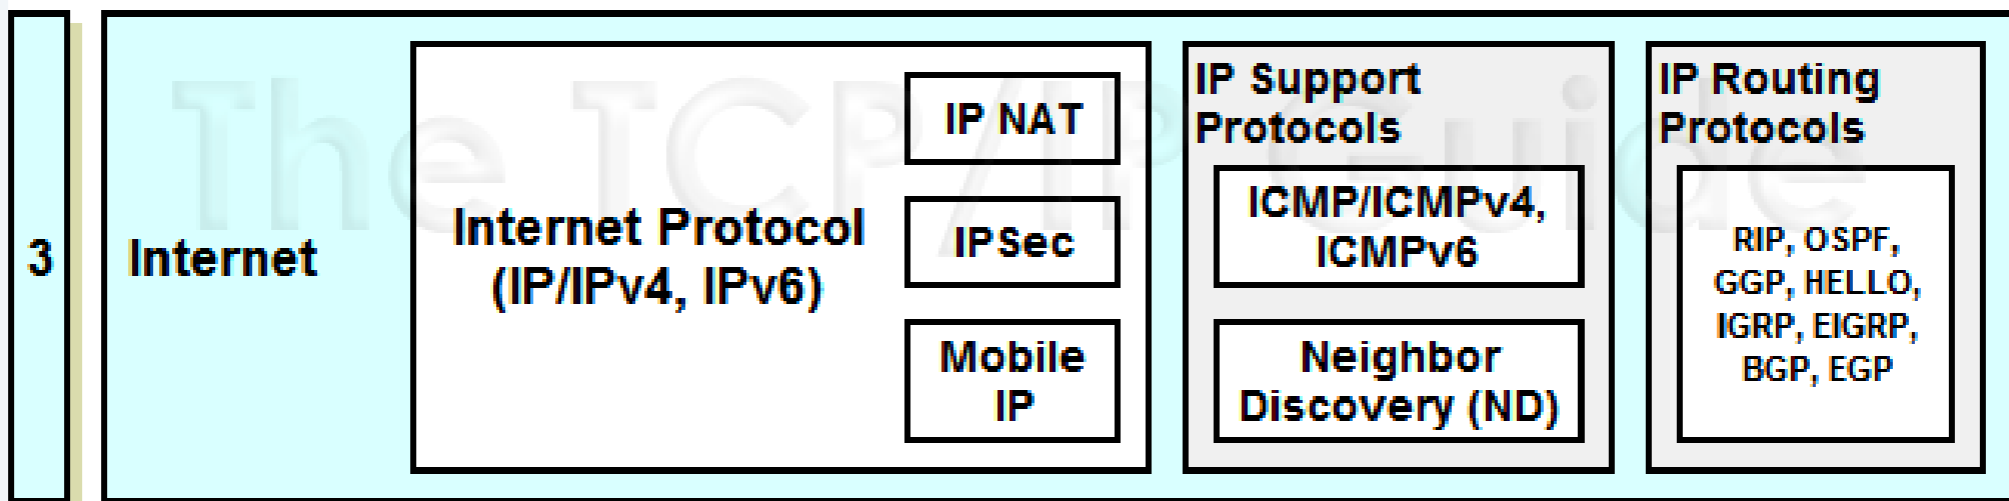 The TCP/IP Guide
3
Internet
Internet Protocol
(IP/IPv4, IPv6)
IP NAT
IPSec
Mobile
IP
IP Support
Protocols
ICMP/ICMPv4,
ICMPv6
Neighbor
Discovery (ND)
IP Routing
Protocols
RIP, OSPF,
GGP, HELLO,
IGRP, EIGRP,
BGP, EGP